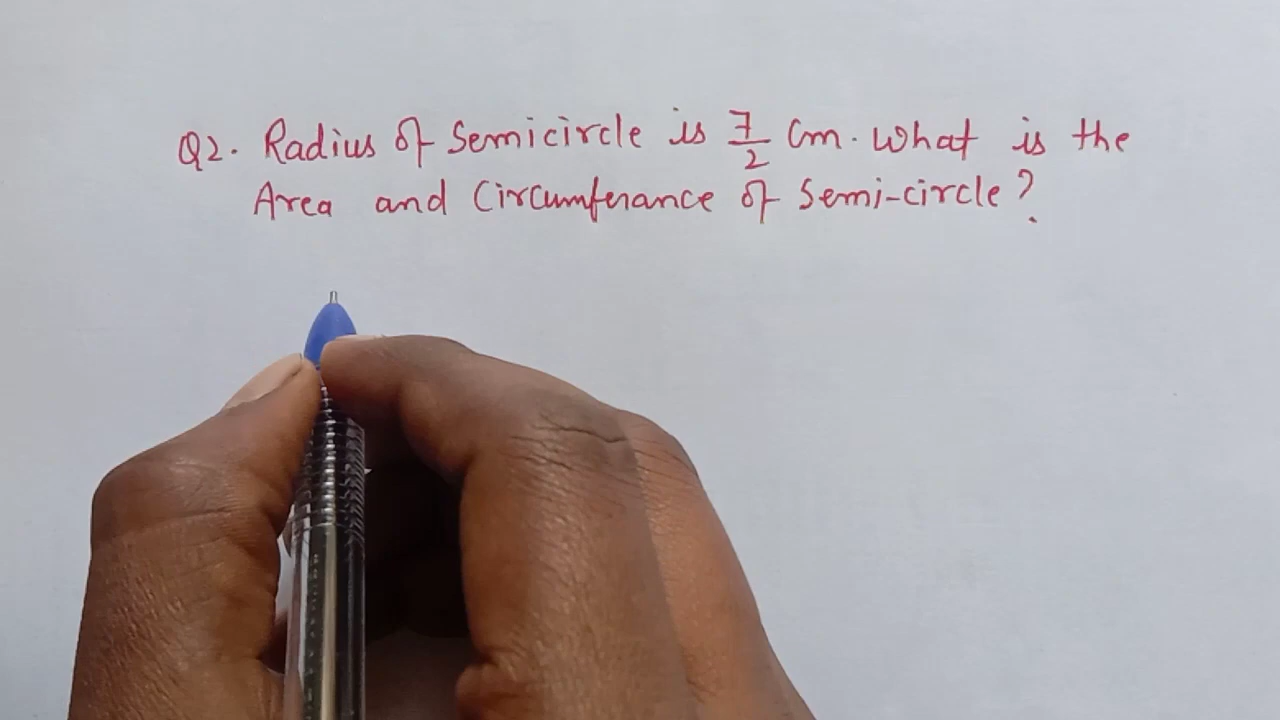 Q2. Radius of Semicircle is 7/2 cm. What is the
Area and Circumferance of Semi-circle?